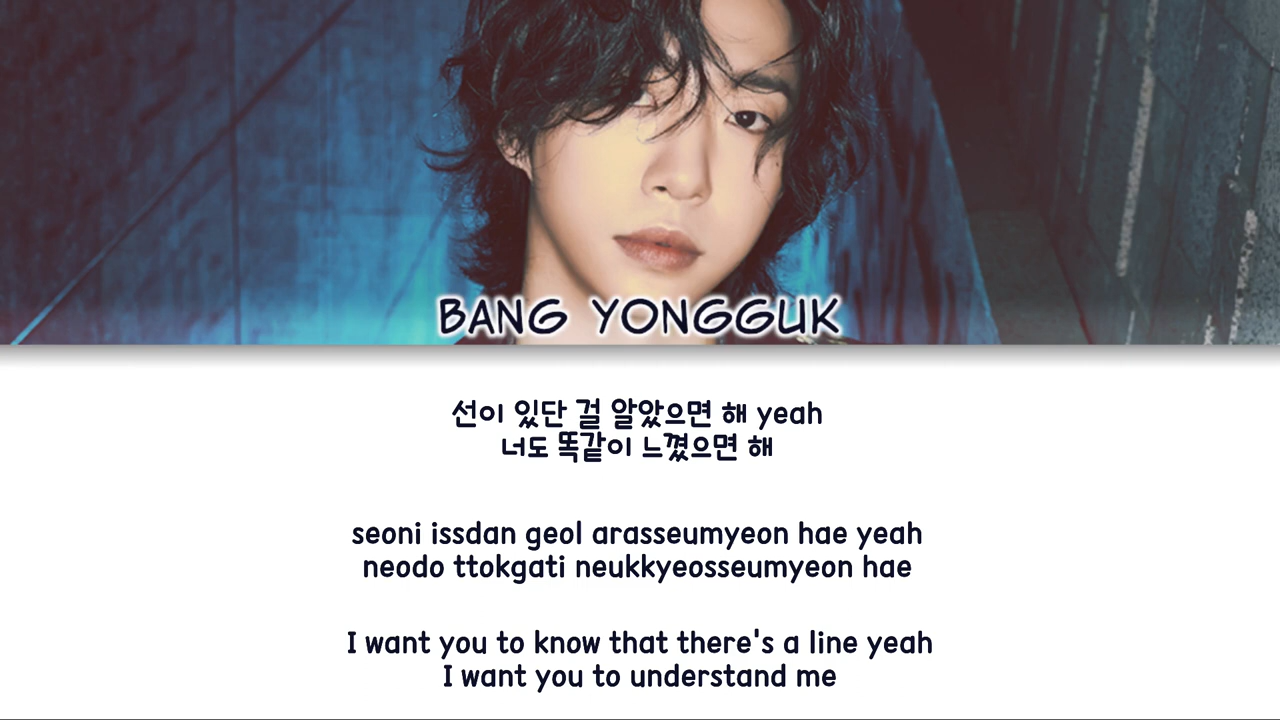 BANG YONGGUK
선이 있단 걸 알았으면 해 yeah
너도 똑같이 느꼈으면 해
seoni issdan geol arasseumyeon hae yeah
neodo ttokgati neukkyeosseumyeon hae
I want you to know that there's a line yeah
I want you to understand me